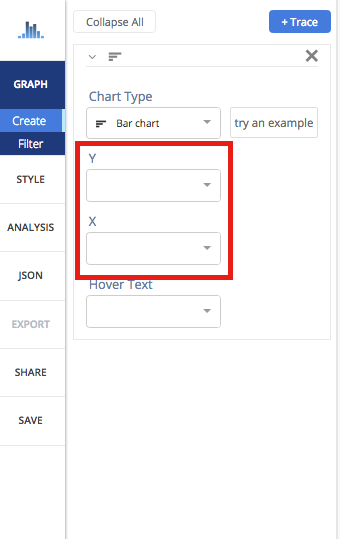 Collapse All
+ Trace
GRAPH
Create
Filter
STYLE
ANALYSIS
JSON
EXPORT
SHARE
SAVE
Chart Type
Bar chart
try an example
Y
X
Hover Text